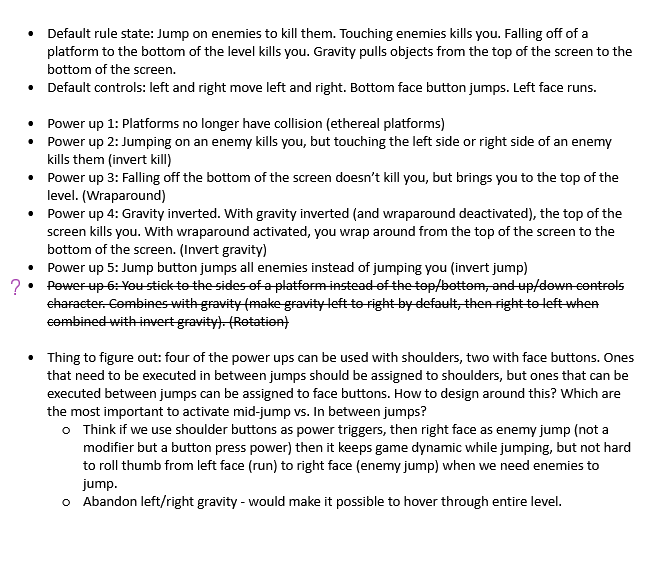 • Default rule state: Jump on enemies to kill them. Touching enemies kills you. Falling off of a
platform to the bottom of the level kills you. Gravity pulls objects from the top of the screen to the
bottom of the screen.
• Default controls: left and right move left and right. Bottom face button jumps. Left face runs.
• Power up 1: Platforms no longer have collision (ethereal platforms)
• Power up 2: Jumping on an enemy kills you, but touching the left side or right side of an enemy
kills them (invert kill)
• Power up 3: Falling off the bottom of the screen doesn't kill you, but brings you to the top of the
level. (Wraparound)
• Power up 4: Gravity inverted. With gravity inverted (and wraparound deactivated), the top of the
screen kills you. With wraparound activated, you wrap around from the top of the screen to the
bottom of the screen. (Invert gravity)
• Power up 5: Jump button jumps all enemies instead of jumping you (invert jump)
? • Power up 6: You stick to the sides of a platform instead of the top/bottom, and up/down controls
character. Combines with gravity (make gravity left to right by default, then right to left when
combined with invert gravity). (Rotation)
• Thing to figure out: four of the power ups can be used with shoulders, two with face buttons. Ones
that need to be executed in between jumps should be assigned to shoulders, but ones that can be
executed between jumps can be assigned to face buttons. How to design around this? Which are
the most important to activate mid-jump vs. In between jumps?
o Think if we use shoulder buttons as power triggers, then right face as enemy jump (not a
modifier but a button press power) then it keeps game dynamic while jumping, but not hard
to roll thumb from left face (run) to right face (enemy jump) when we need enemies to
jump.
o Abandon left/right gravity - would make it possible to hover through entire level.